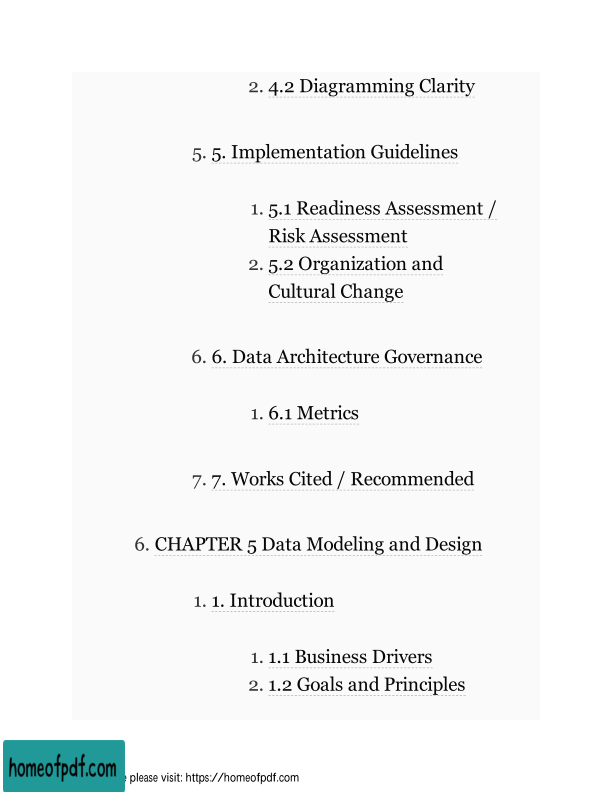 2. 4.2 Diagramming Clarity
5. 5. Implementation Guidelines
1. 5.1 Readiness Assessment /
Risk Assessment
2. 5.2 Organization and
Cultural Change
6. 6. Data Architecture Governance
1. 6.1 Metrics
7. 7. Works Cited / Recommended
6. CHAPTER 5 Data Modeling and Design
1. 1. Introduction
1. 1.1 Business Drivers
2. 1.2 Goals and Principles
homeofpdf.com
please visit: https://homeofpdf.com